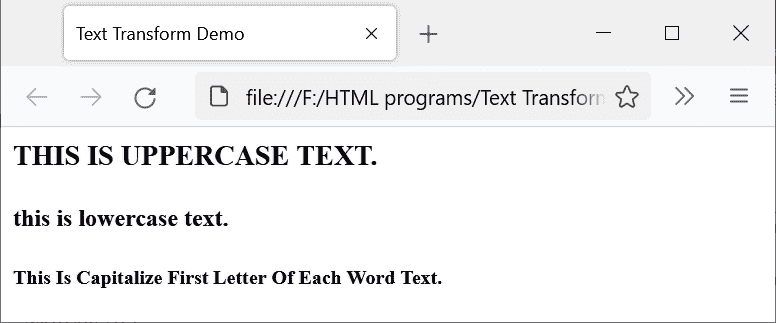 Text Transform Demo
file:///F:/HTML programs/Text Transform
THIS IS UPPERCASE TEXT.
this is lowercase text.
This Is Capitalize First Letter Of Each Word Text.